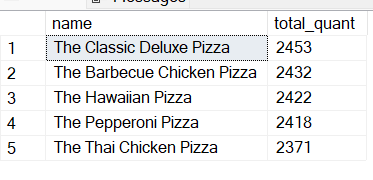 Messages
name total_quant
1 The Classic Deluxe Pizza 2453
2 The Barbecue Chicken Pizza 2432
3 The Hawaiian Pizza 2422
4 The Pepperoni Pizza 2418
5 The Thai Chicken Pizza 2371